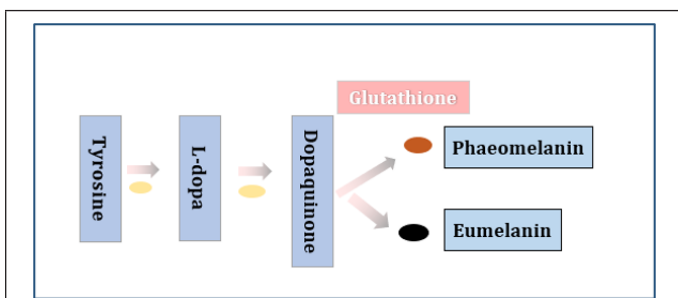 Glutathione
Tyrosine
L-dopa
Dopaquinone
Phaeomelanin
Eumelanin